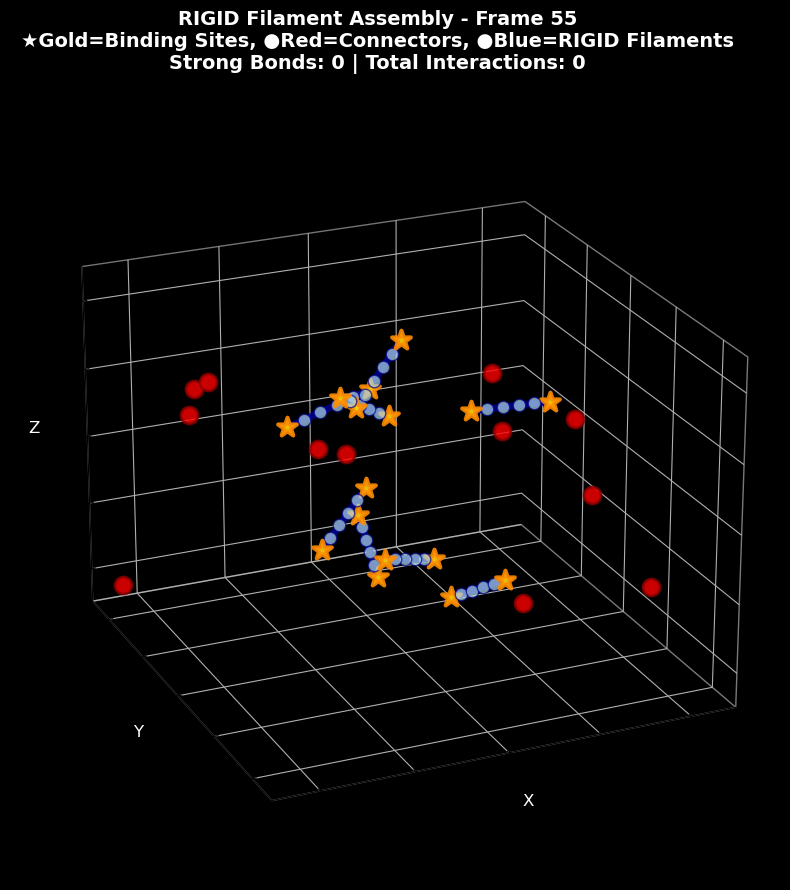 RIGID Filament Assembly - Frame 55
★Gold=Binding Sites, ●Red=Connectors, ●Blue=RIGID Filaments
Strong Bonds: 0 | Total Interactions: 0
Z
Y
X